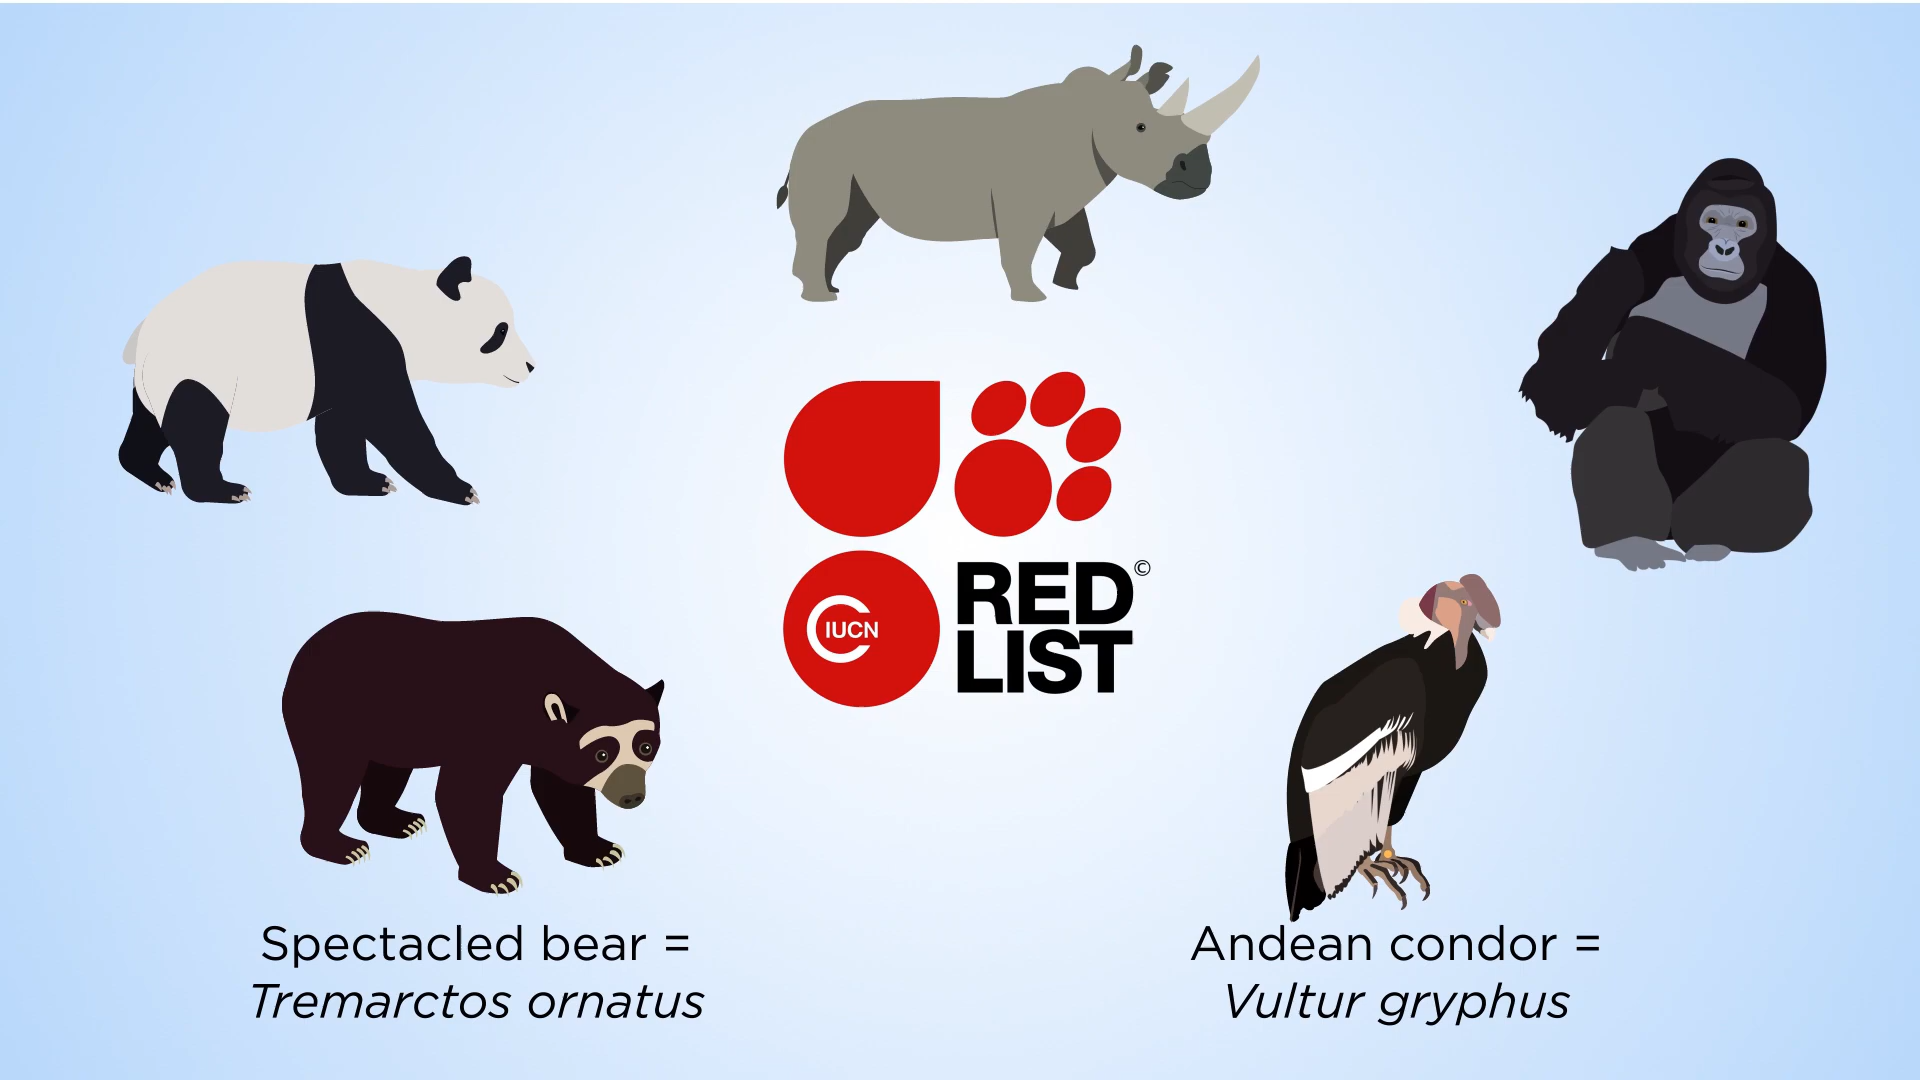 IUCN
RED©
LIST
Spectacled bear =
Tremarctos ornatus
Andean condor =
Vultur gryphus